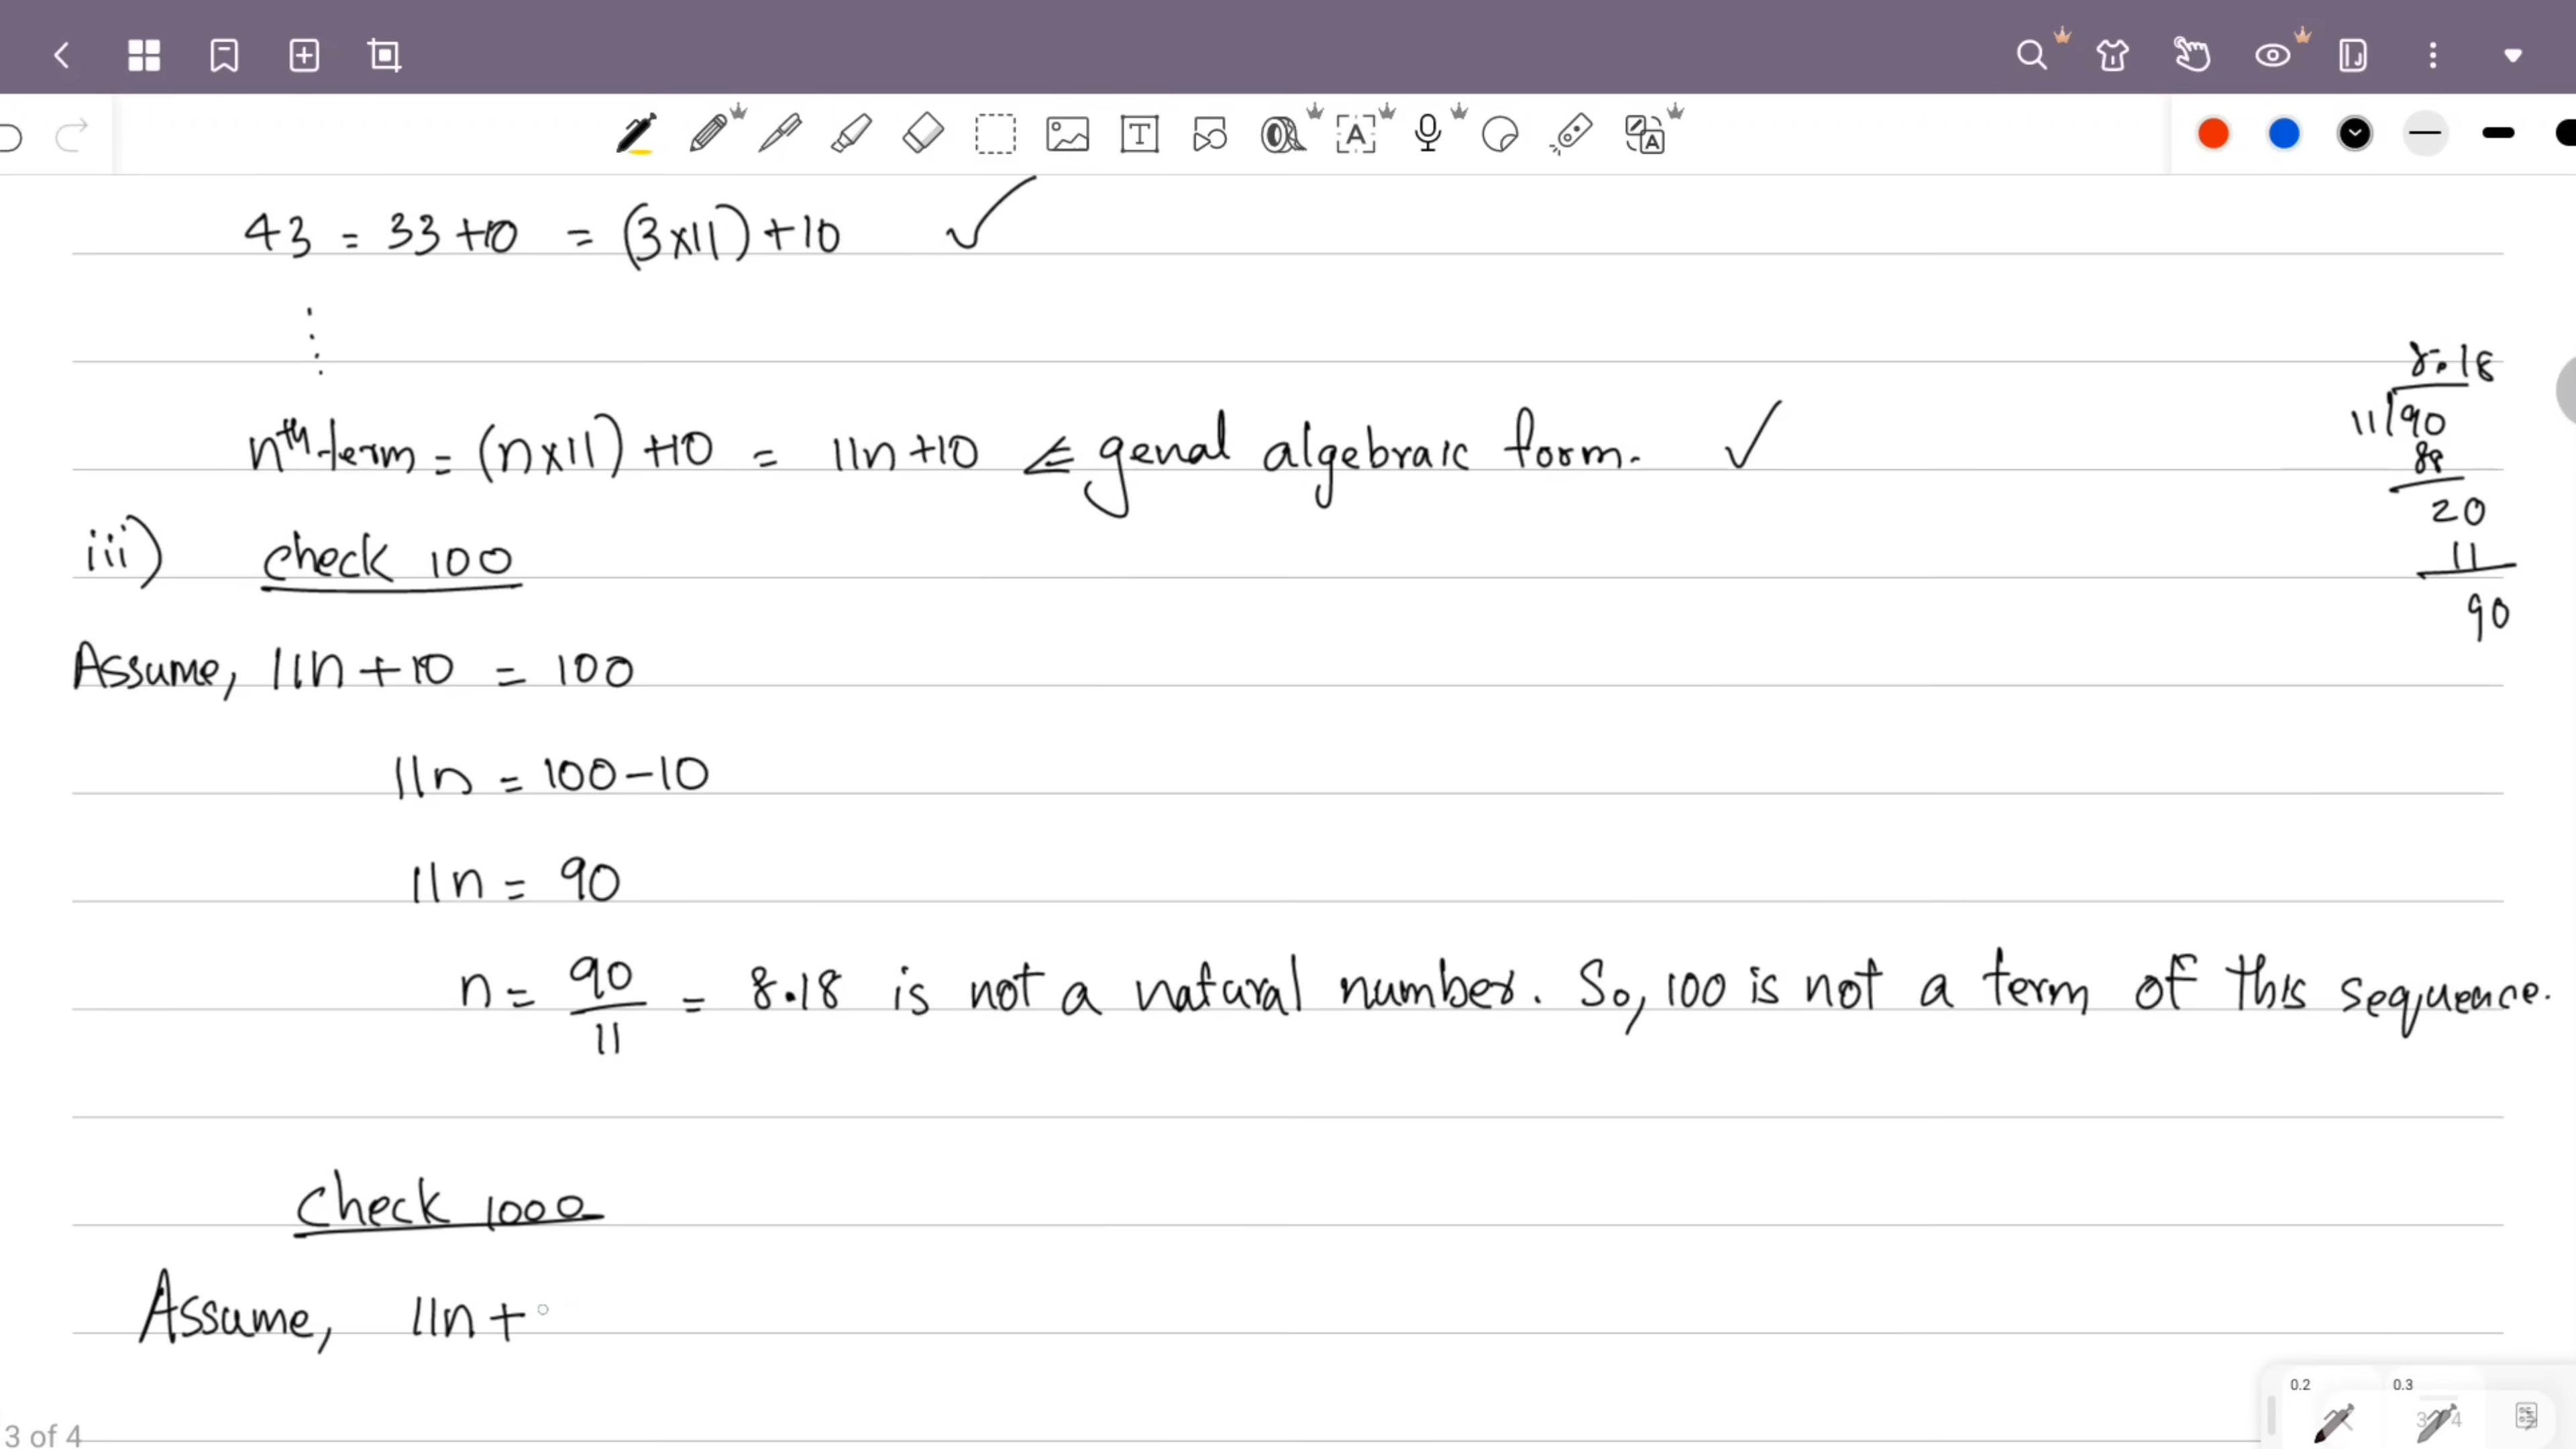 43 = 33 +10 = (3x11) +10 ✓
⋮
nth term = (n x 11) +10 = 11n +10 ⇐ genal algebraic form. ✓
8.18
11 90
88
20
11
90
iii) check 100
Assume, 11n + 10 = 100
11n = 100 - 10
11n = 90
n = 90/11 = 8.18 is not a natural number. So, 100 is not a term of this sequence.
check 1000
Assume, 11n +
0.2 0.3
3 4
3 of 4